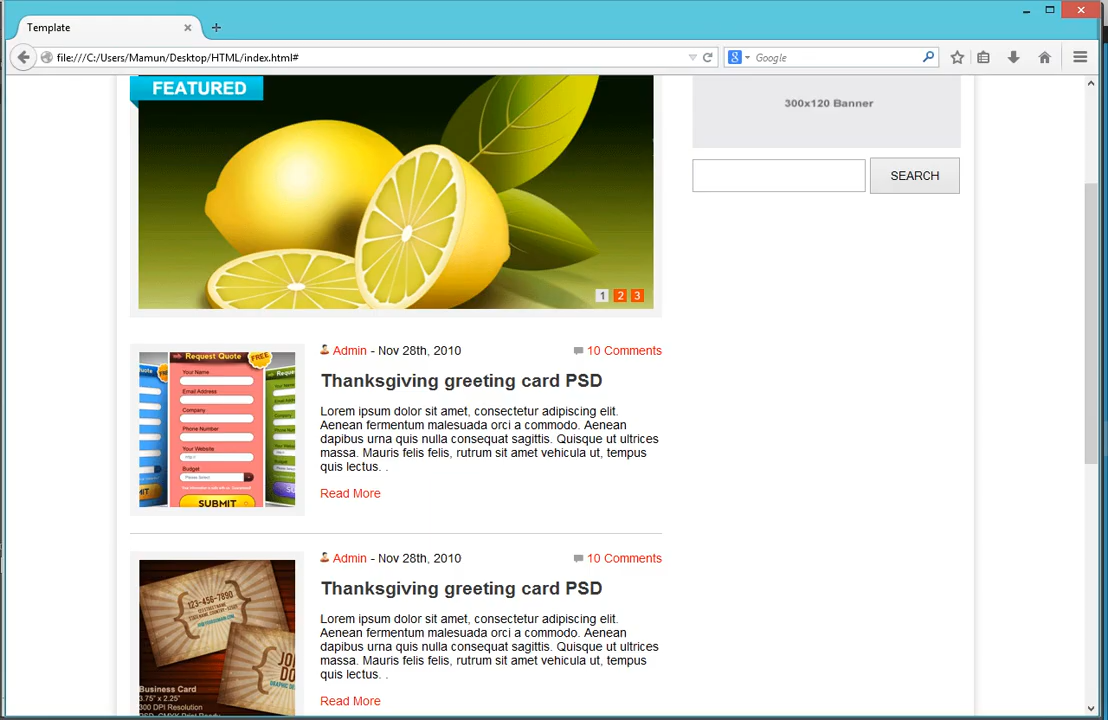 Template
file:///C:/Users/Mamun/Desktop/HTML/index.html#
Google
FEATURED
1 2 3
300x120 Banner
SEARCH
Request Quote
FREE
Your Name
Email Address
Company
Phone Number
Your Website
Budget
SUBMIT
Admin - Nov 28th, 2010
10 Comments
Thanksgiving greeting card PSD
Lorem ipsum dolor sit amet, consectetur adipiscing elit.
Aenean fermentum malesuada orci a commodo. Aenean
dapibus urna quis nulla consequat sagittis. Quisque ut ultrices
massa. Mauris felis felis, rutrum sit amet vehicula ut, tempus
quis lectus. .
Read More
123-456-7890
Business Card
3.75" x 2.25"
300 DPI Resolution
PSD, CMYK Print Ready
Admin - Nov 28th, 2010
10 Comments
Thanksgiving greeting card PSD
Lorem ipsum dolor sit amet, consectetur adipiscing elit.
Aenean fermentum malesuada orci a commodo. Aenean
dapibus urna quis nulla consequat sagittis. Quisque ut ultrices
massa. Mauris felis felis, rutrum sit amet vehicula ut, tempus
quis lectus. .
Read More